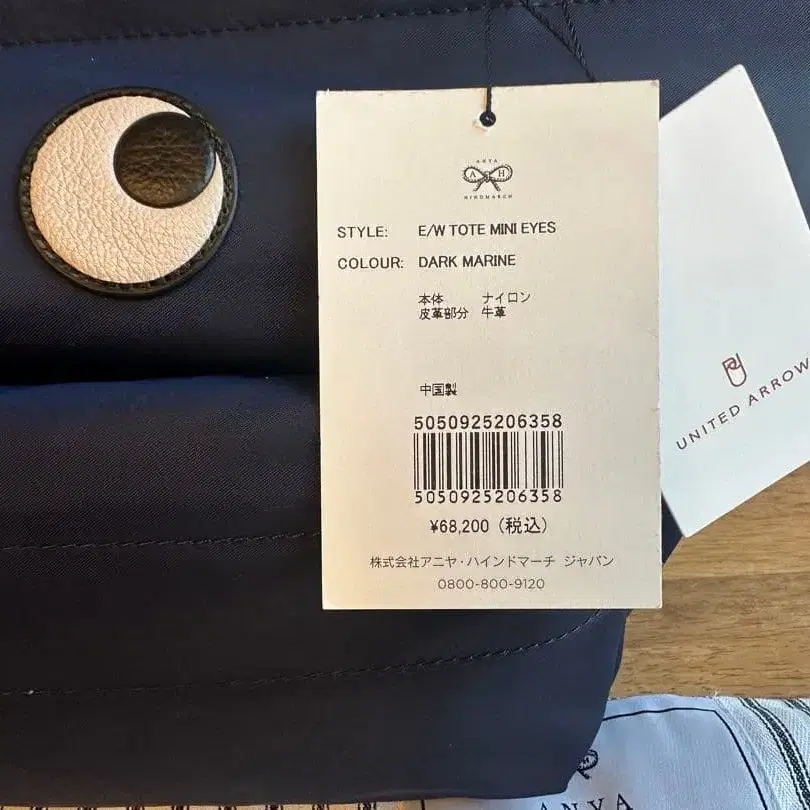 ANYA
A H
HINDMARCH
STYLE: E/W TOTE MINI EYES
COLOUR: DARK MARINE
本体 ナイロン
皮革部分 牛革
中国製
5050925206358
5050925206358
¥68,200（税込）
株式会社アニヤ・ハインドマーチ ジャパン
0800-800-9120
UNITED ARROW
ANYA